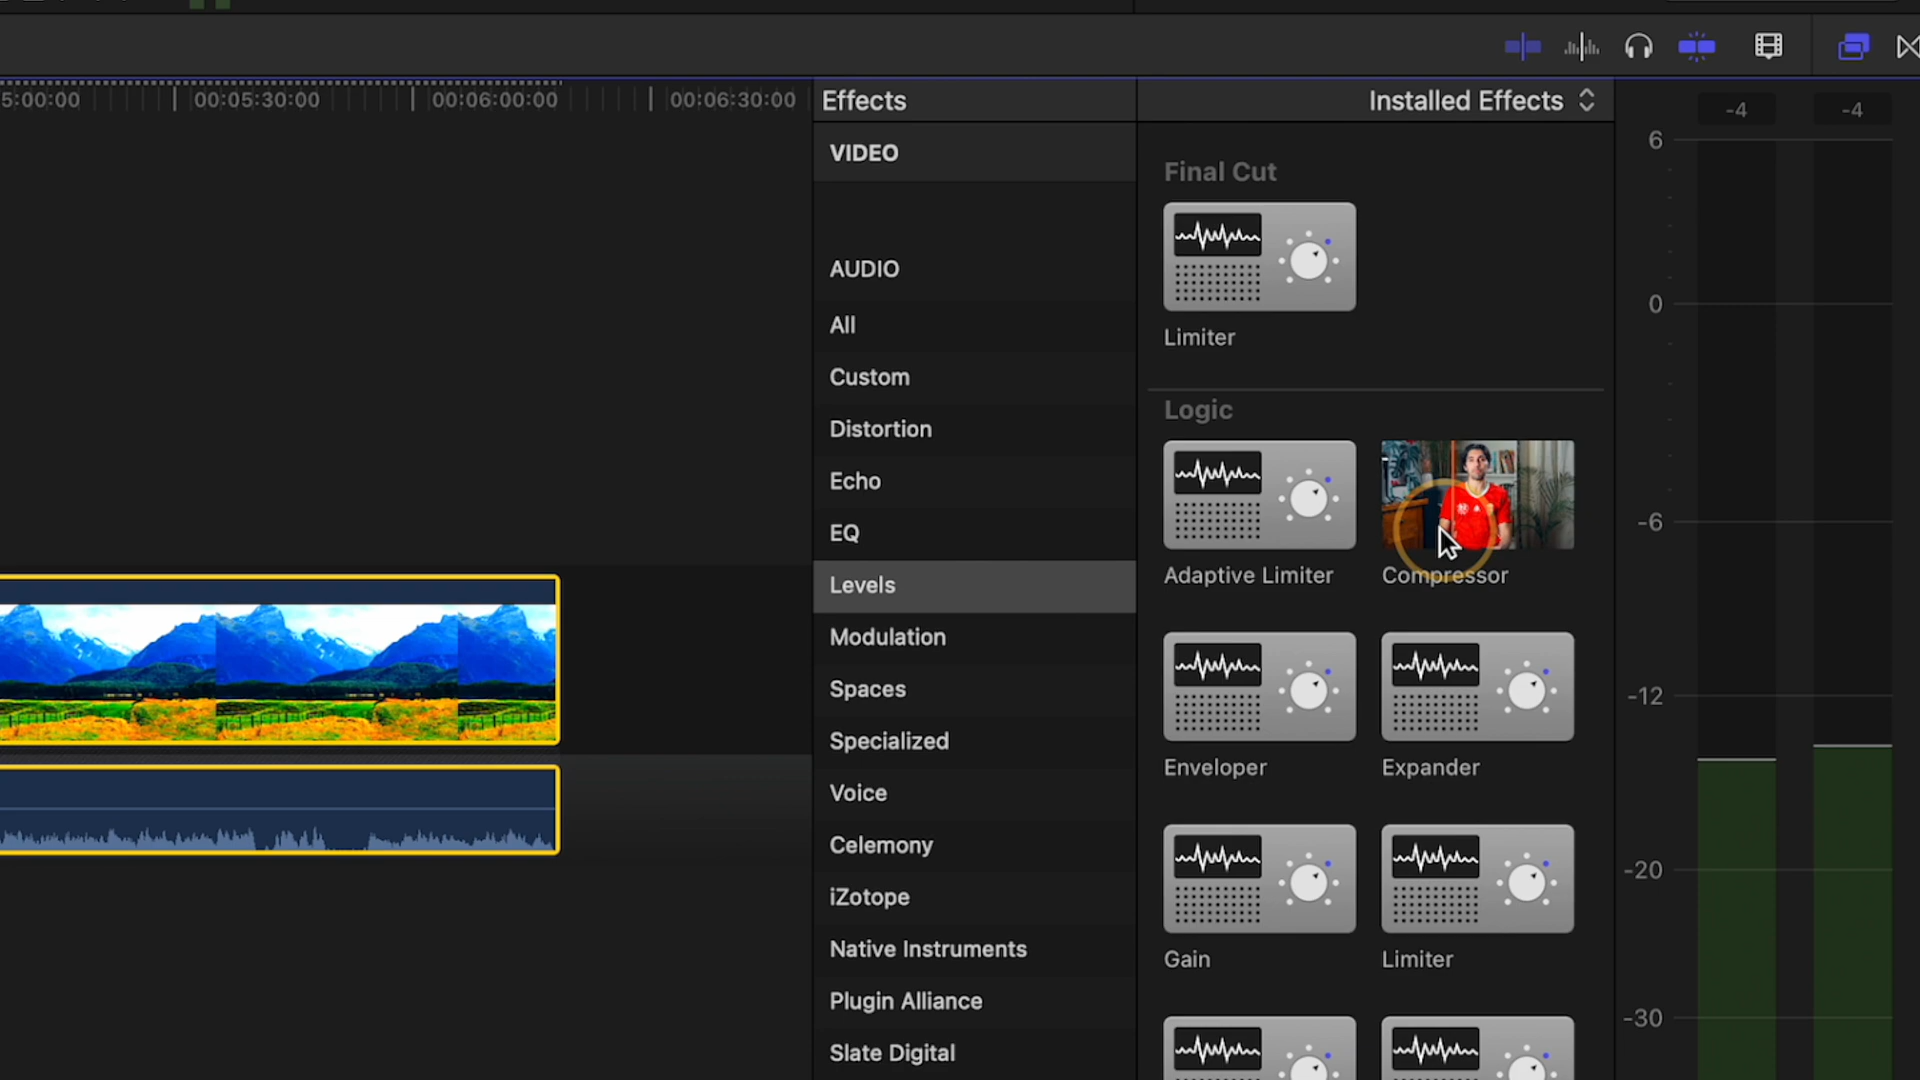 5:00:00
00:05:30:00
00:06:00:00
00:06:30:00
Effects
Installed Effects
VIDEO
AUDIO
All
Custom
Distortion
Echo
EQ
Levels
Modulation
Spaces
Specialized
Voice
Celemony
iZotope
Native Instruments
Plugin Alliance
Slate Digital
Final Cut
Limiter
Logic
Adaptive Limiter
Compressor
Enveloper
Expander
Gain
Limiter
-4
-4
6
0
-6
-12
-20
-30